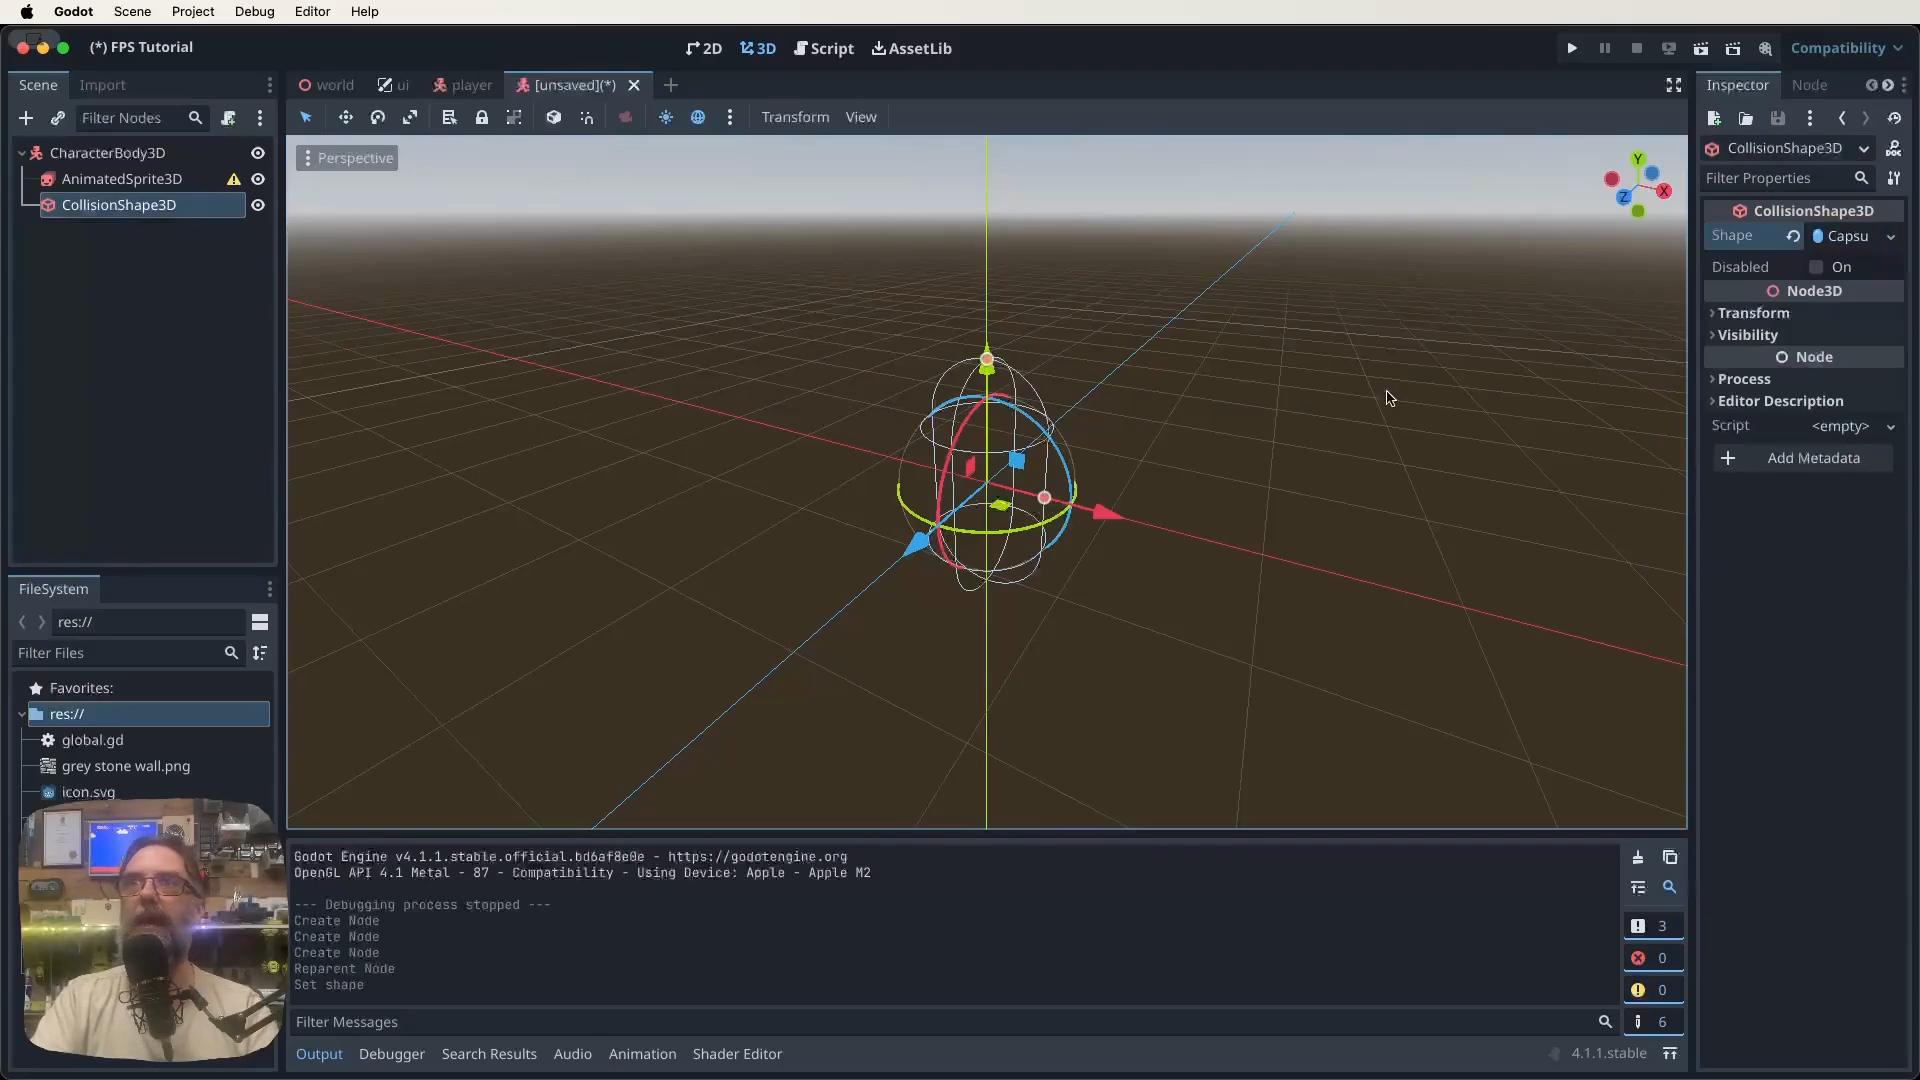 Godot Scene Project Debug Editor Help
(*) FPS Tutorial
2D 3D Script AssetLib
Compatibility
Scene Import
world ui player [unsaved](*)
Inspector Node
Filter Nodes
Transform View
CharacterBody3D
AnimatedSprite3D
CollisionShape3D
Perspective
Y
X
Z
CollisionShape3D
Filter Properties
CollisionShape3D
Shape Capsu
Disabled On
Node3D
Transform
Visibility
Node
Process
Editor Description
Script <empty>
Add Metadata
FileSystem
res://
Filter Files
Favorites:
res://
global.gd
grey stone wall.png
icon.svg
Godot Engine v4.1.1.stable.official.bd6af8e0e - https://godotengine.org
OpenGL API 4.1 Metal - 87 - Compatibility - Using Device: Apple - Apple M2
--- Debugging process stopped ---
Create Node
Create Node
Create Node
Reparent Node
Set shape
3
0
0
6
Filter Messages
Output Debugger Search Results Audio Animation Shader Editor
4.1.1.stable